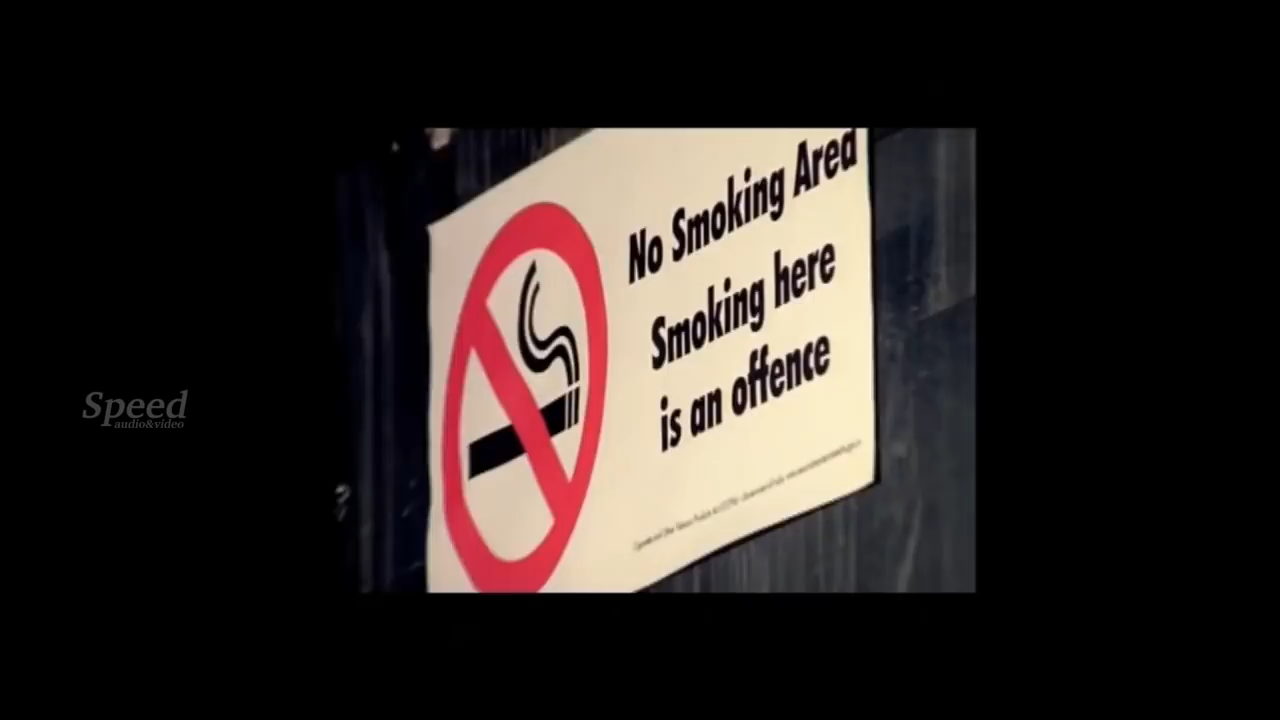 No Smoking Area
Smoking here
is an offence
Speed
audio&video